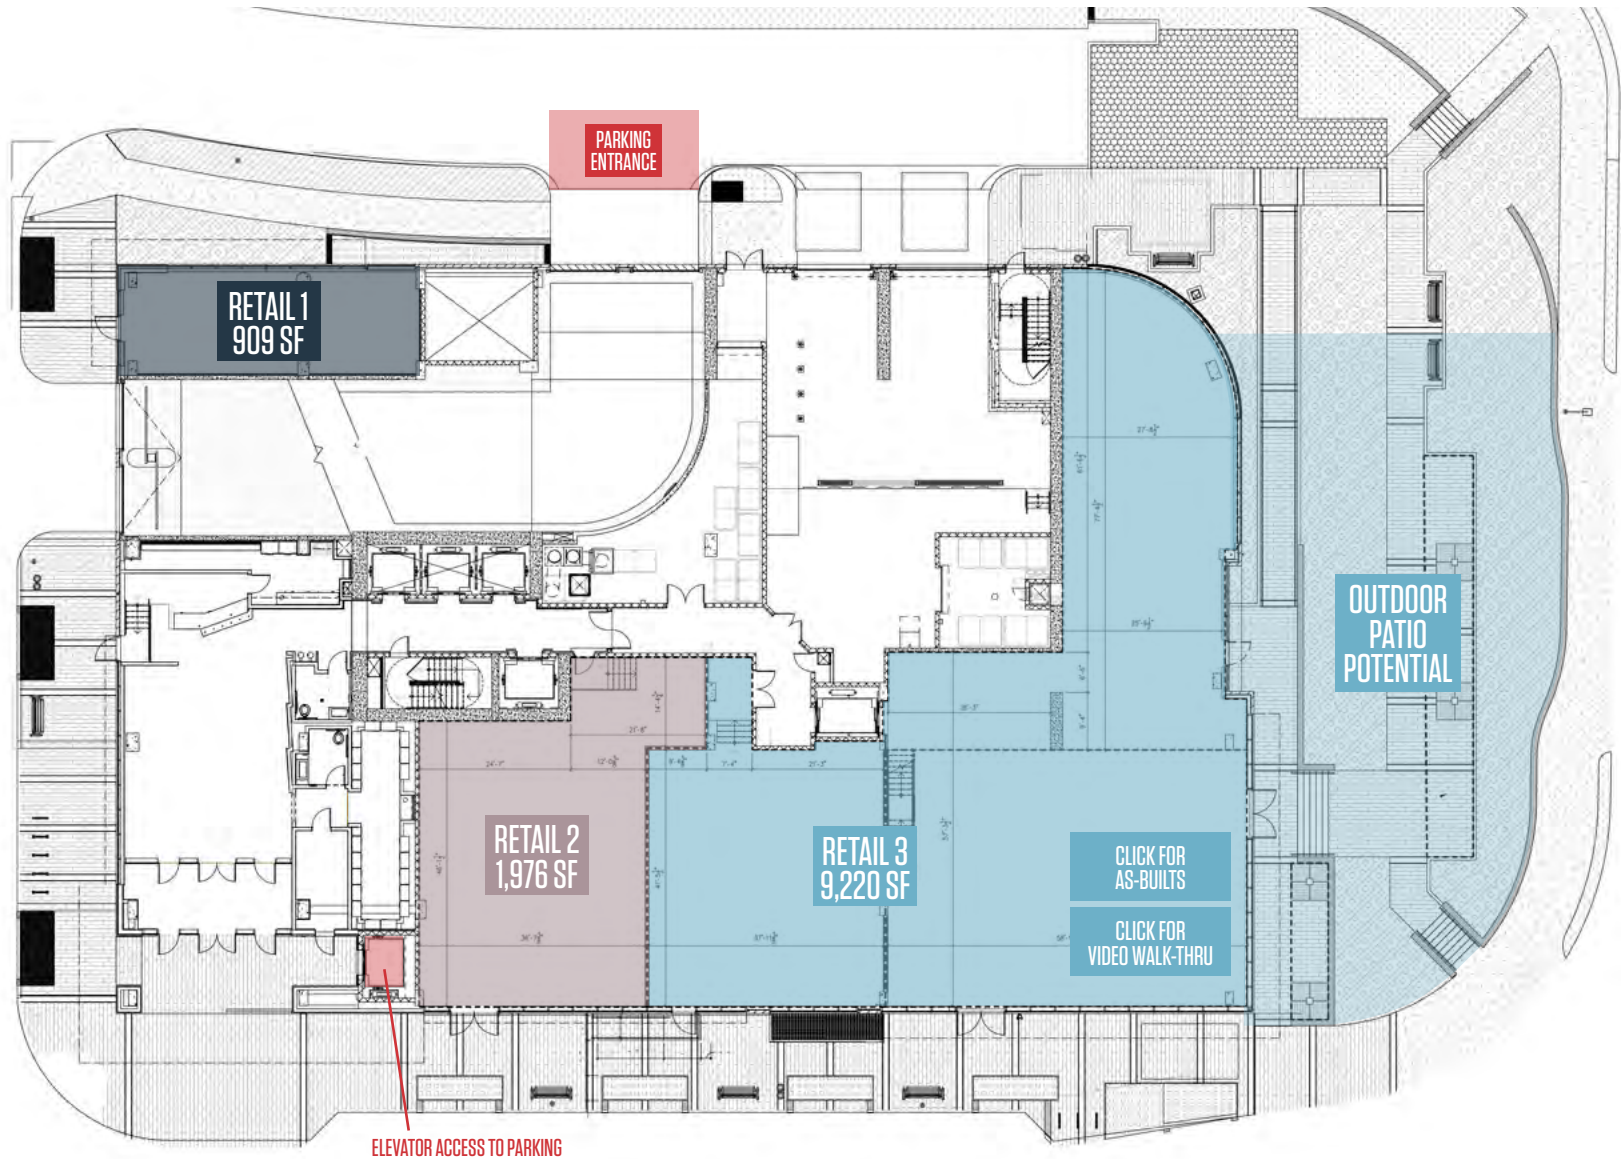 PARKING
ENTRANCE
RETAIL 1
909 SF
OUTDOOR
PATIO
POTENTIAL
RETAIL 2
1,976 SF
RETAIL 3
9,220 SF
CLICK FOR
AS-BUILTS
CLICK FOR
VIDEO WALK-THRU
ELEVATOR ACCESS TO PARKING